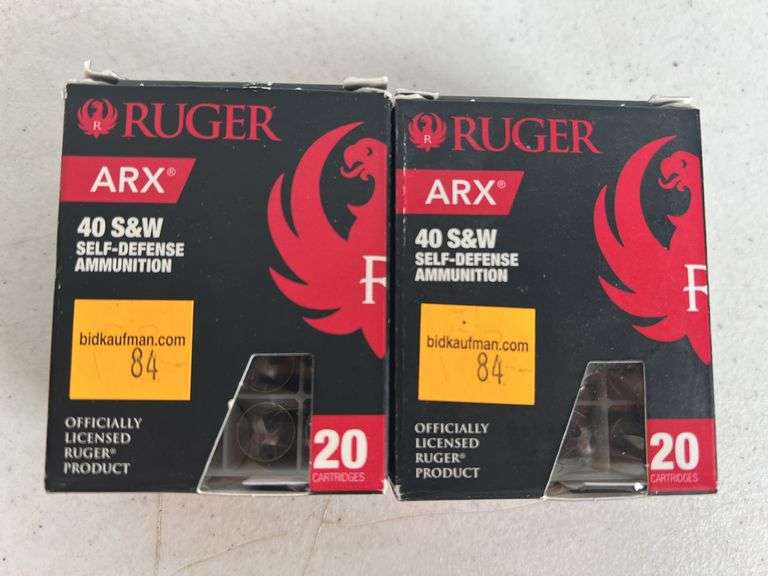 RUGER
ARX®
40 S&W
SELF-DEFENSE
AMMUNITION
bidkaufman.com
84
OFFICIALLY
LICENSED
RUGER®
PRODUCT
20
CARTRIDGES
R
R
RUGER
ARX®
40 S&W
SELF-DEFENSE
AMMUNITION
bidkaufman.com
84
OFFICIALLY
LICENSED
RUGER®
PRODUCT
20
CARTRIDGES
R
R